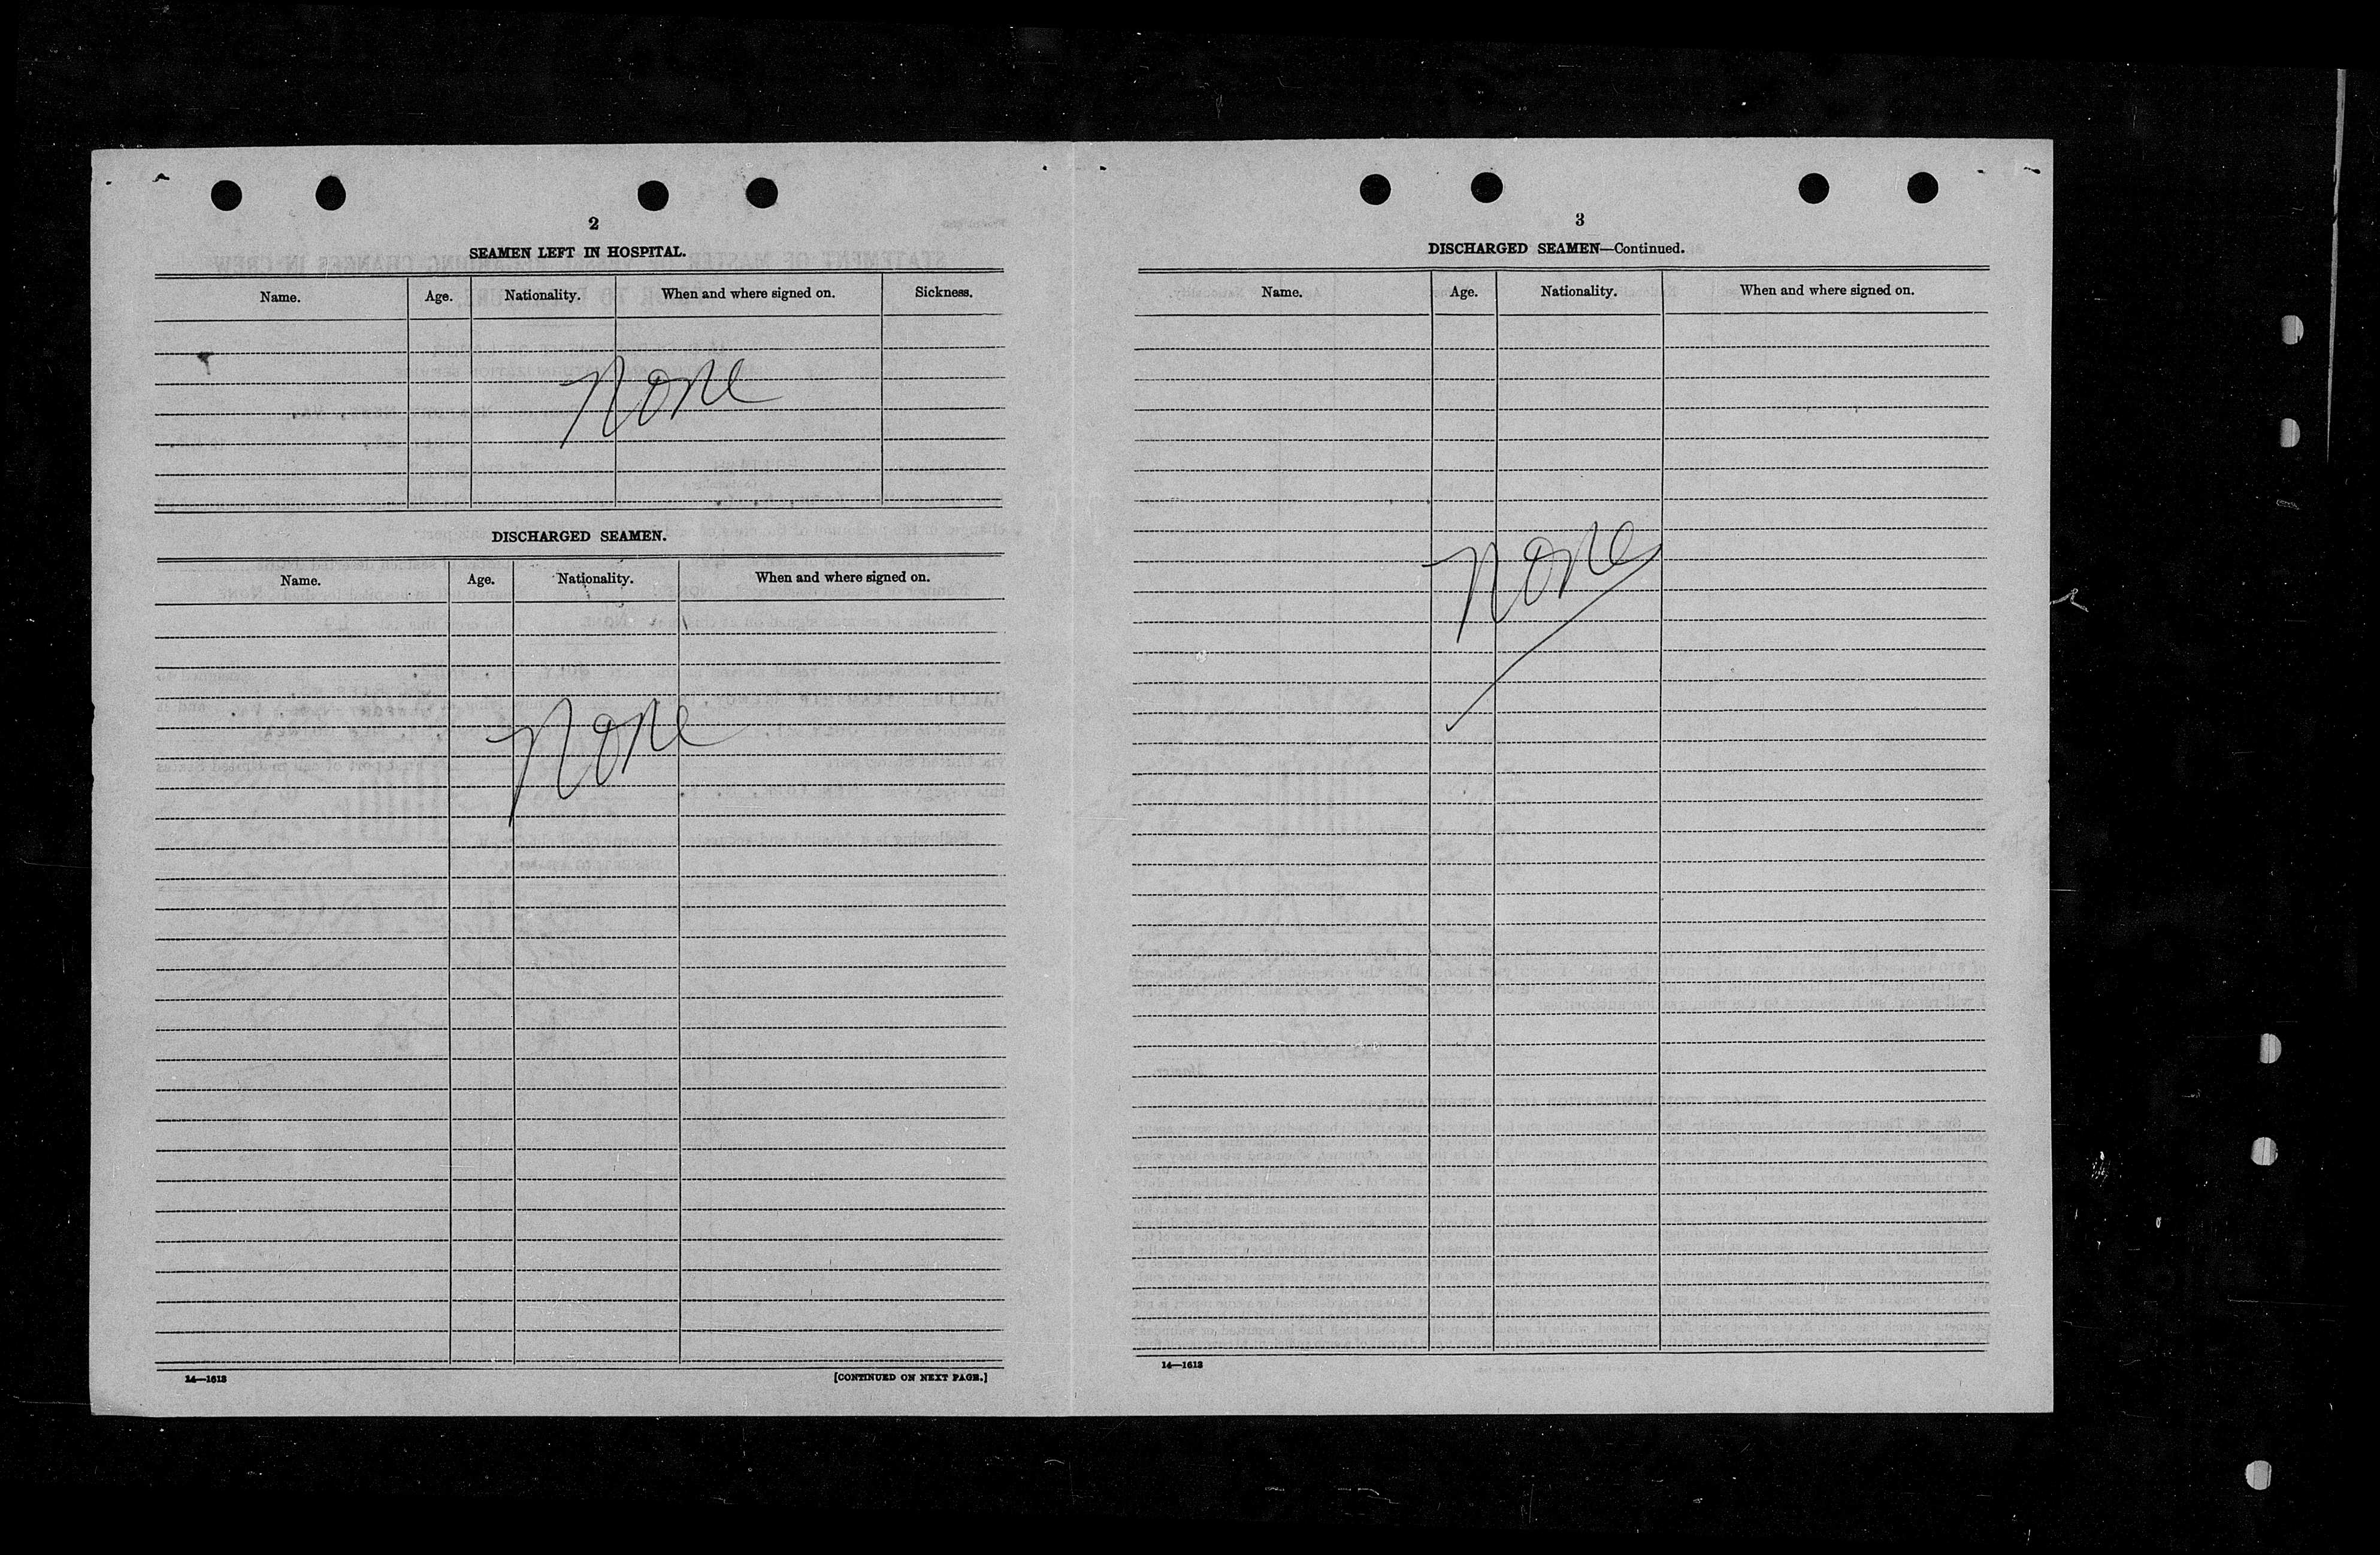 2
SEAMEN LEFT IN HOSPITAL.
Name. Age. Nationality. When and where signed on. Sickness.
None
DISCHARGED SEAMEN.
Name. Age. Nationality. When and where signed on.
None
14—1613
[CONTINUED ON NEXT PAGE.]
3
DISCHARGED SEAMEN—Continued.
Name. Age. Nationality. When and where signed on.
None
14—1613